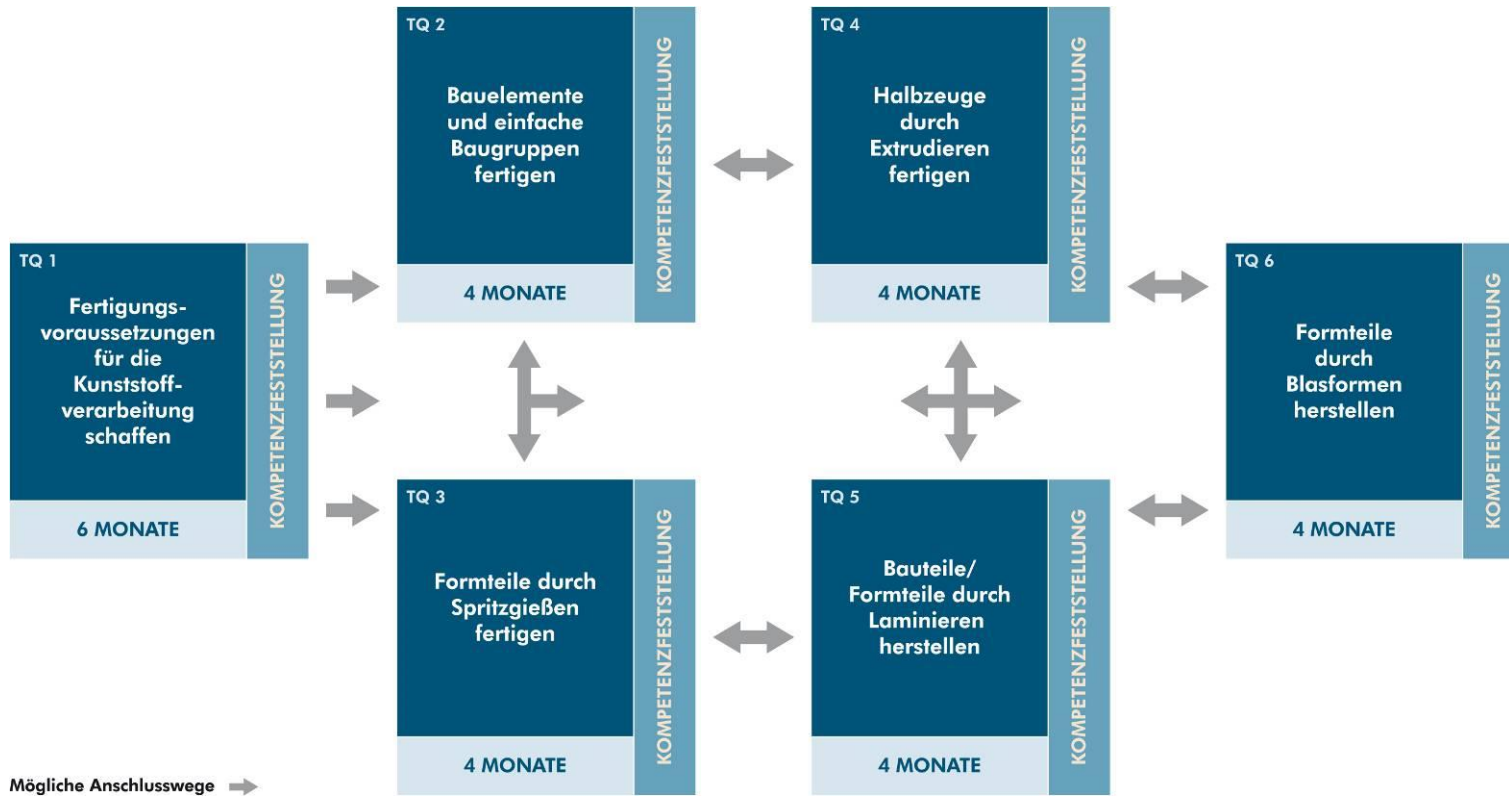 TQ 1
Fertigungs-
voraussetzungen
für die
Kunststoff-
verarbeitung
schaffen
6 MONATE
KOMPETENZFESTSTELLUNG
TQ 2
Bauelemente
und einfache
Baugruppen
fertigen
4 MONATE
KOMPETENZFESTSTELLUNG
TQ 3
Formteile durch
Spritzgießen
fertigen
4 MONATE
KOMPETENZFESTSTELLUNG
TQ 4
Halbzeuge
durch
Extrudieren
fertigen
4 MONATE
KOMPETENZFESTSTELLUNG
TQ 5
Bauteile/
Formteile durch
Laminieren
herstellen
4 MONATE
KOMPETENZFESTSTELLUNG
TQ 6
Formteile
durch
Blasformen
herstellen
4 MONATE
KOMPETENZFESTSTELLUNG
Mögliche Anschlusswege